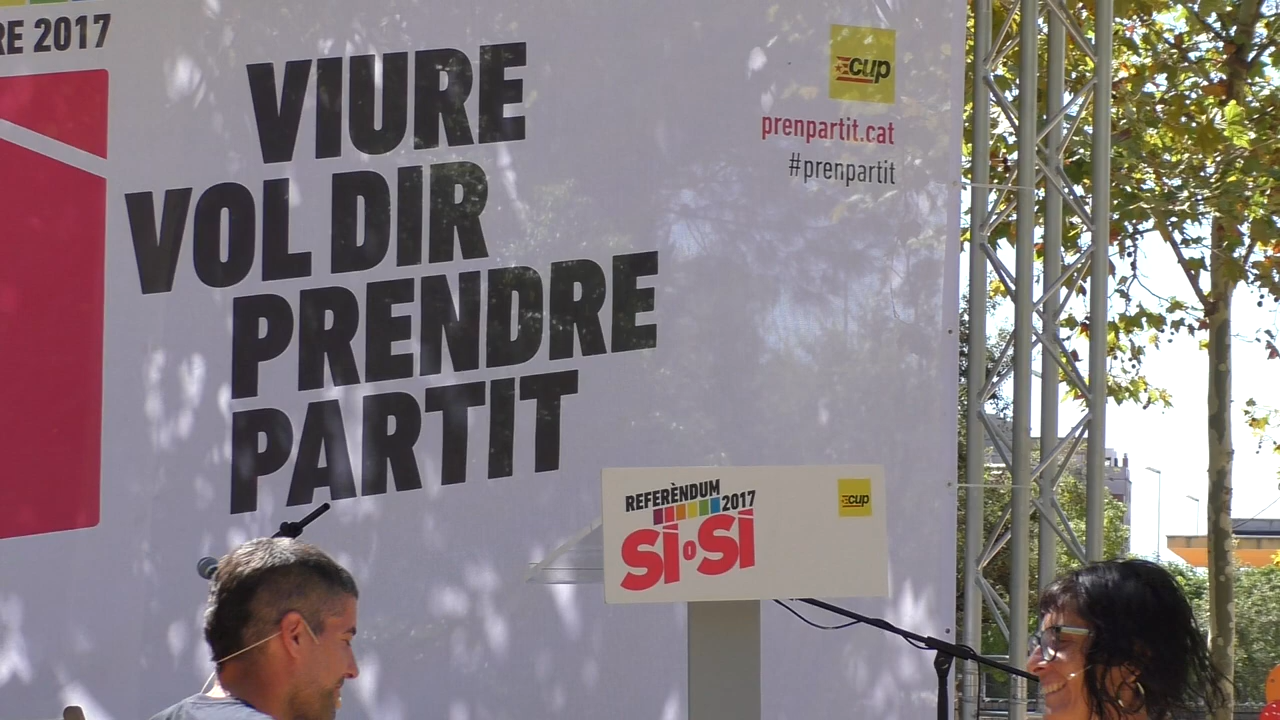 RE 2017
VIURE
VOL DIR
PRENDRE
PARTIT
cup
prenpartit.cat
#prenpartit
REFERÈNDUM
2017
SÍ o SÍ
cup